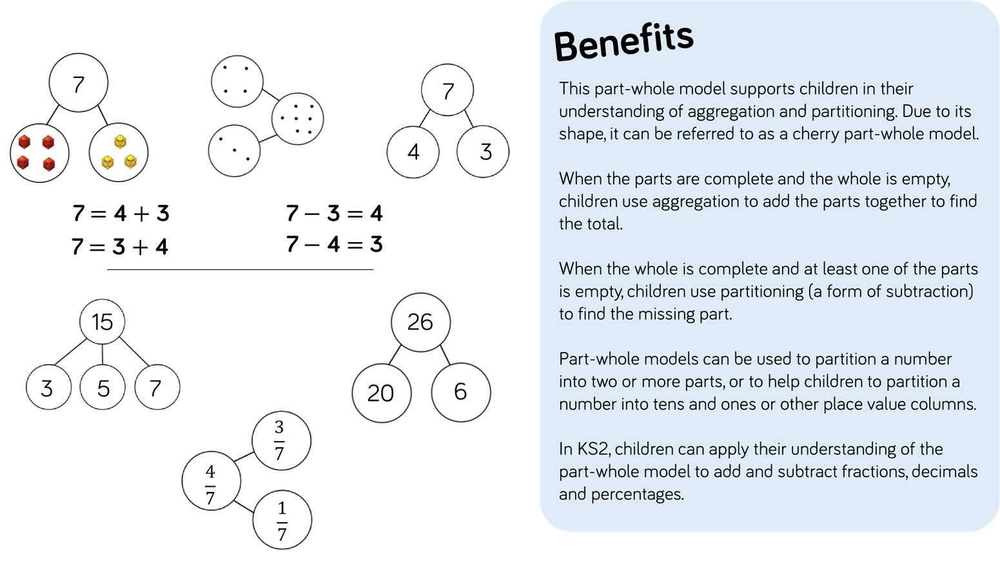 7
7
4
3
7 = 4 + 3
7 = 3 + 4
7 − 3 = 4
7 − 4 = 3
15
3 5 7
26
20 6
3/7
4/7
1/7
Benefits
This part-whole model supports children in their
understanding of aggregation and partitioning. Due to its
shape, it can be referred to as a cherry part-whole model.
When the parts are complete and the whole is empty,
children use aggregation to add the parts together to find
the total.
When the whole is complete and at least one of the parts
is empty, children use partitioning (a form of subtraction)
to find the missing part.
Part-whole models can be used to partition a number
into two or more parts, or to help children to partition a
number into tens and ones or other place value columns.
In KS2, children can apply their understanding of the
part-whole model to add and subtract fractions, decimals
and percentages.